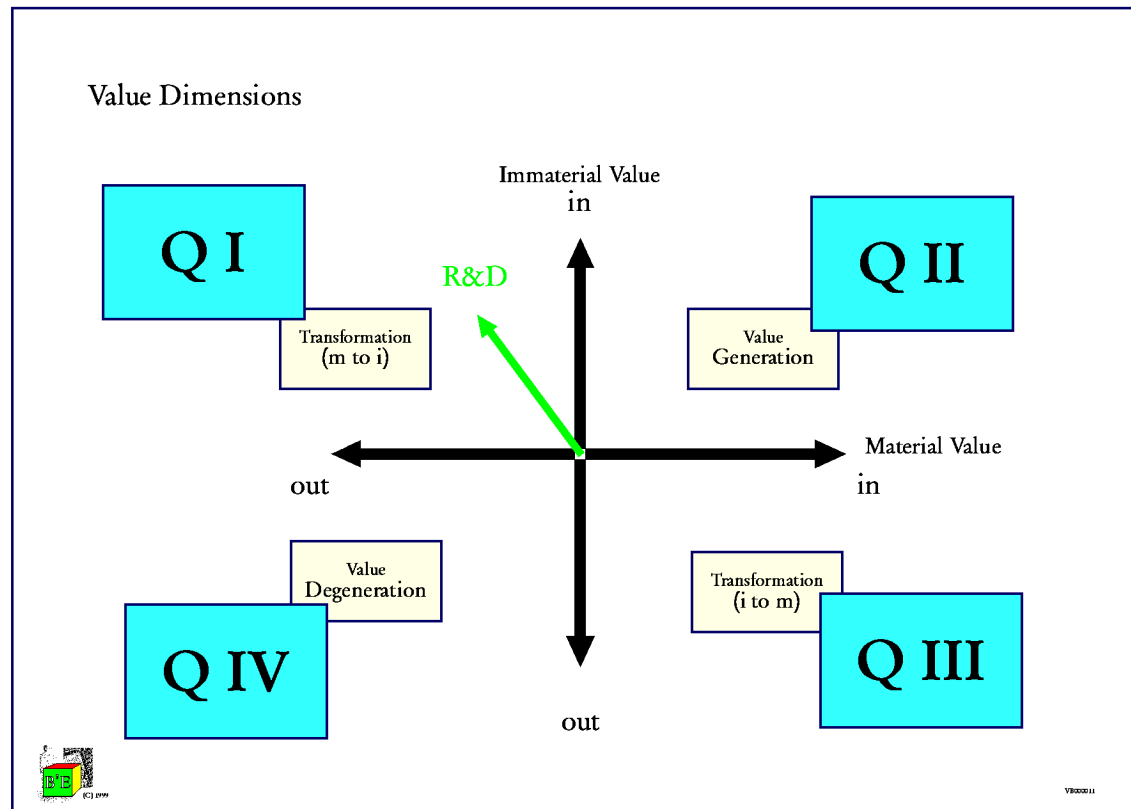 Value Dimensions
Immaterial Value
in
Q I
Q II
R&D
Transformation
(m to i)
Value
Generation
Material Value
out
in
Value
Degeneration
Transformation
(i to m)
Q IV
Q III
out
B'E
(C) 1999
VB000011